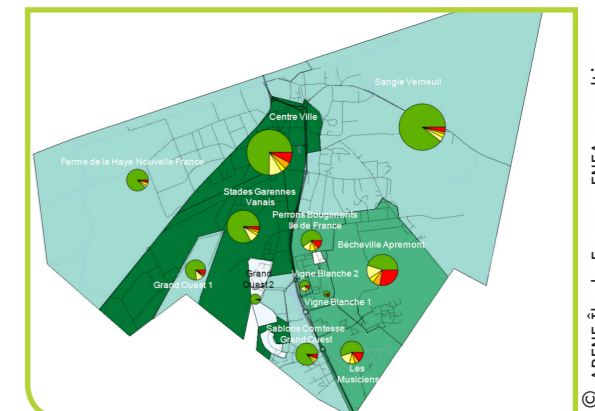 Sangle Verneuil
Centre Ville
Ferme de la Haye Nouvelle France
Stades Garennes
Vanais
Perrons Bougimonts
Ile de France
Bècheville Apremont
Grand Ouest 1
Grand
Ouest 2
Vigne Blanche 2
Vigne Blanche 1
Sablons Comtesse
Grand Ouest
Les
Musiciens
©